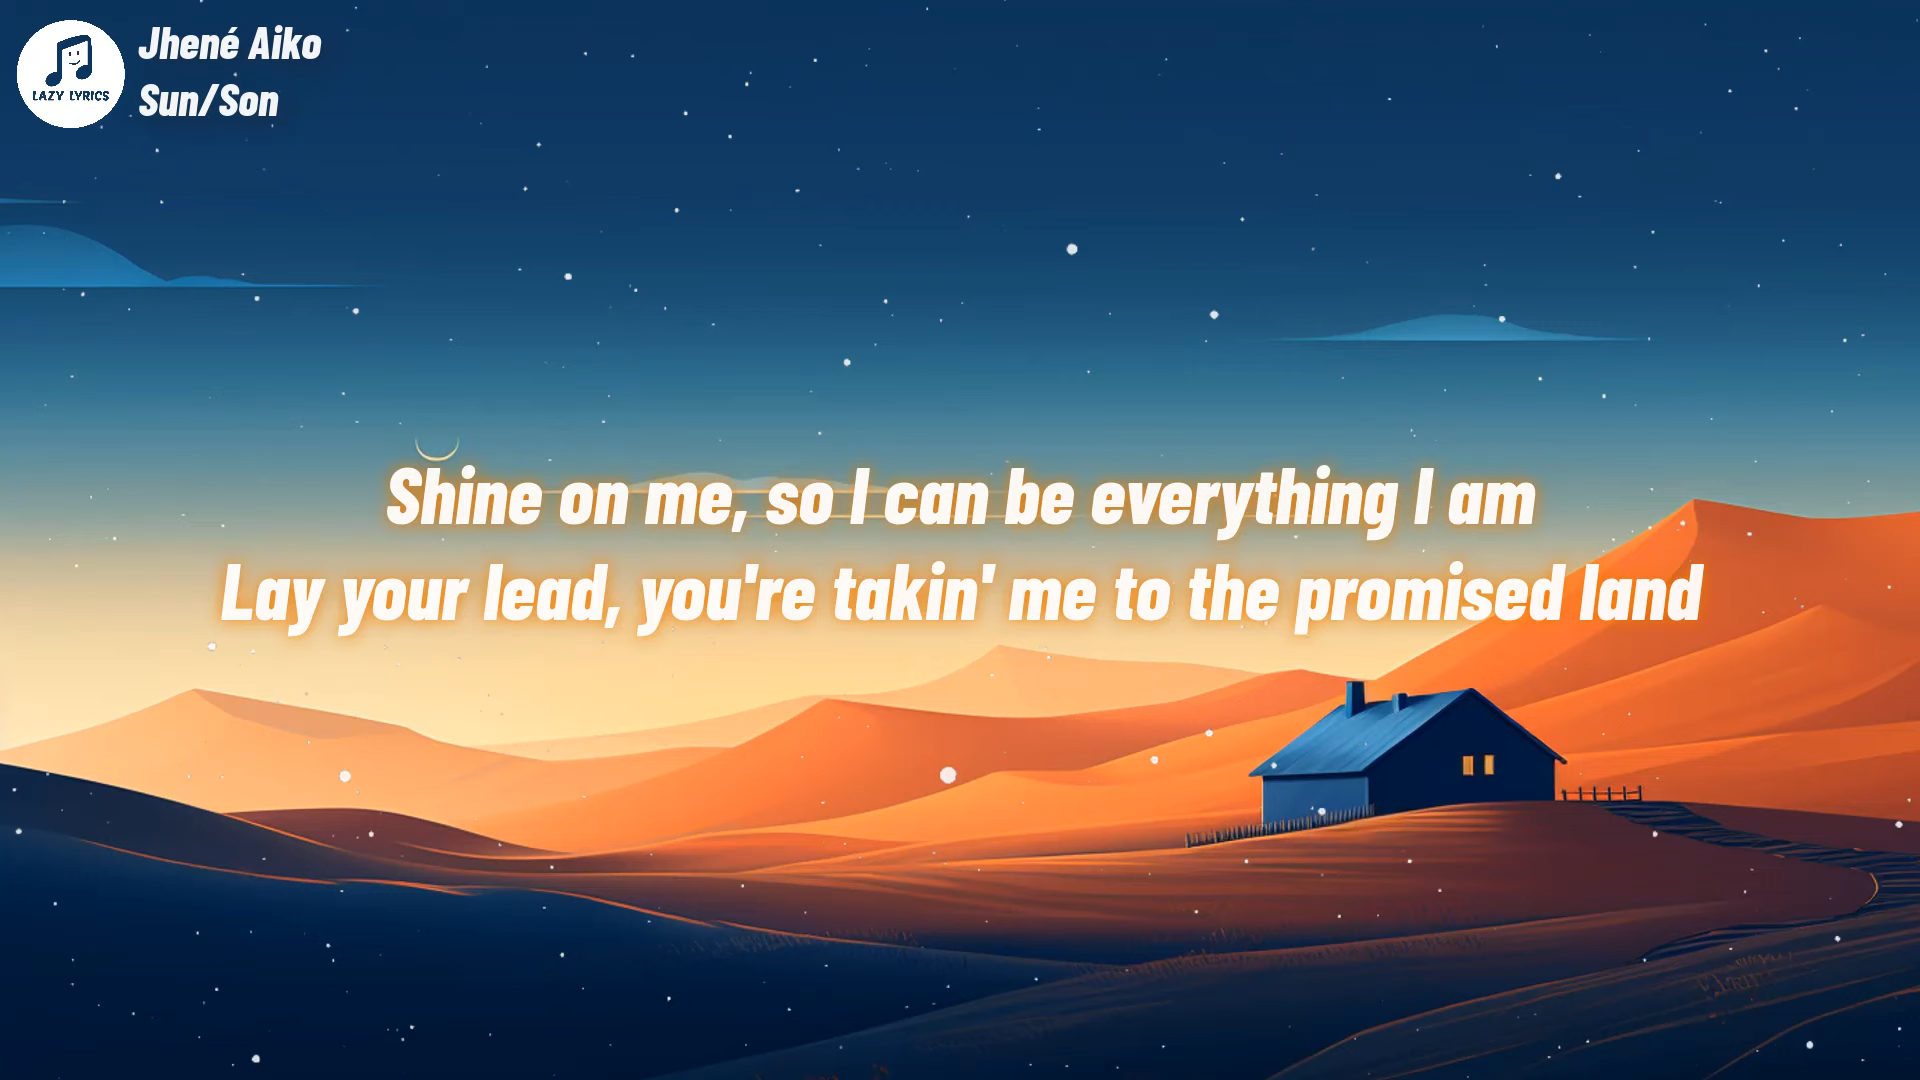 Jhené Aiko
Sun/Son
LAZY LYRICS
Shine on me, so I can be everything I am
Lay your lead, you're takin' me to the promised land